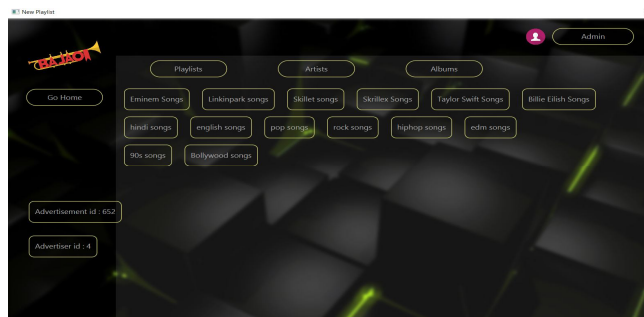 New Playlist
Admin
BAJAO
Playlists Artists Albums
Go Home
Eminem Songs Linkinpark songs Skillet songs Skrillex Songs Taylor Swift Songs Billie Eilish Songs
hindi songs english songs pop songs rock songs hiphop songs edm songs
90s songs Bollywood songs
Advertisement id : 652
Advertiser id : 4